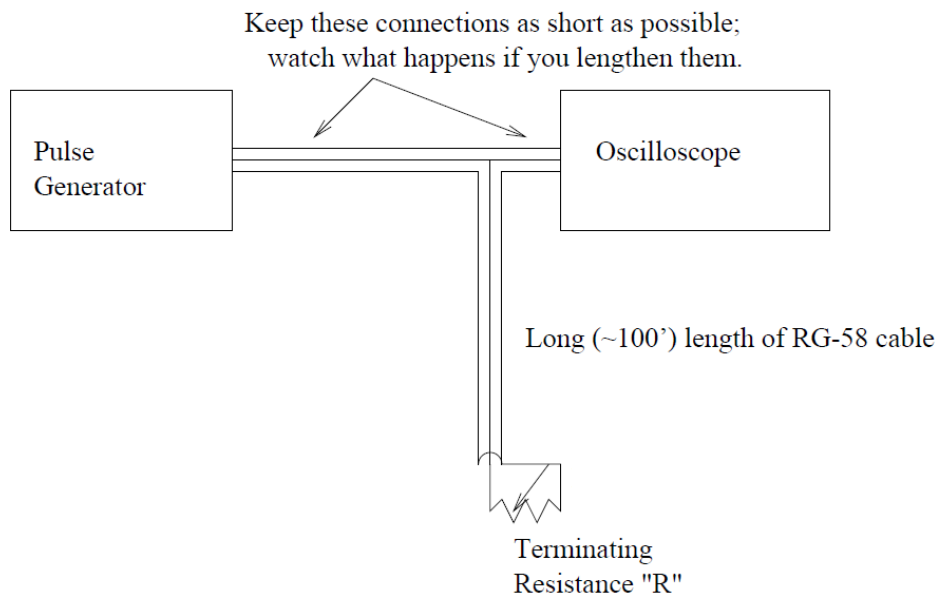 Keep these connections as short as possible;
watch what happens if you lengthen them.
Pulse
Generator
Oscilloscope
Long (~100’) length of RG-58 cable
Terminating
Resistance "R"